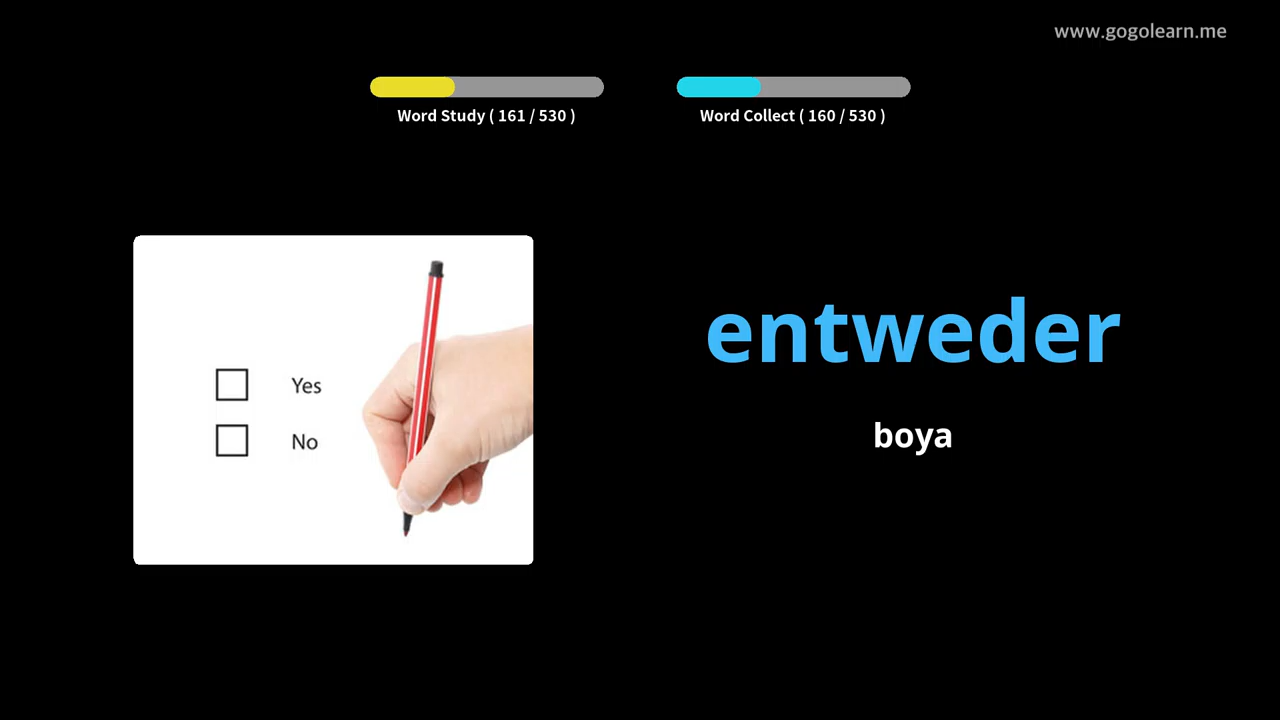 www.gogolearn.me
Word Study ( 161 / 530 )
Word Collect ( 160 / 530 )
Yes
No
entweder
boya